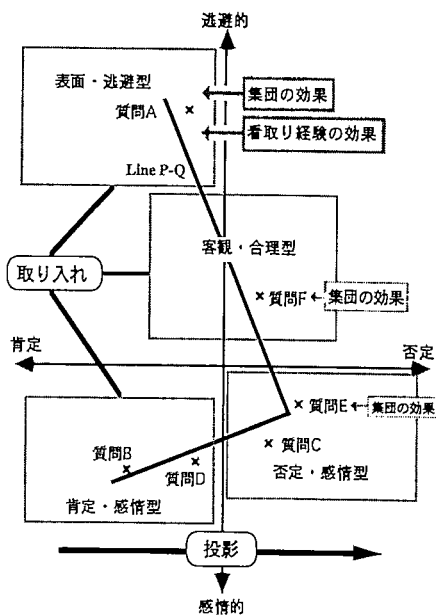 逃避的
表面・逃避型
質問A
集団の効果
看取り経験の効果
Line P-Q
客観・合理型
取り入れ
質問F
集団の効果
肯定
否定
質問E
集団の効果
質問B
質問D
質問C
肯定・感情型
否定・感情型
投影
感情的